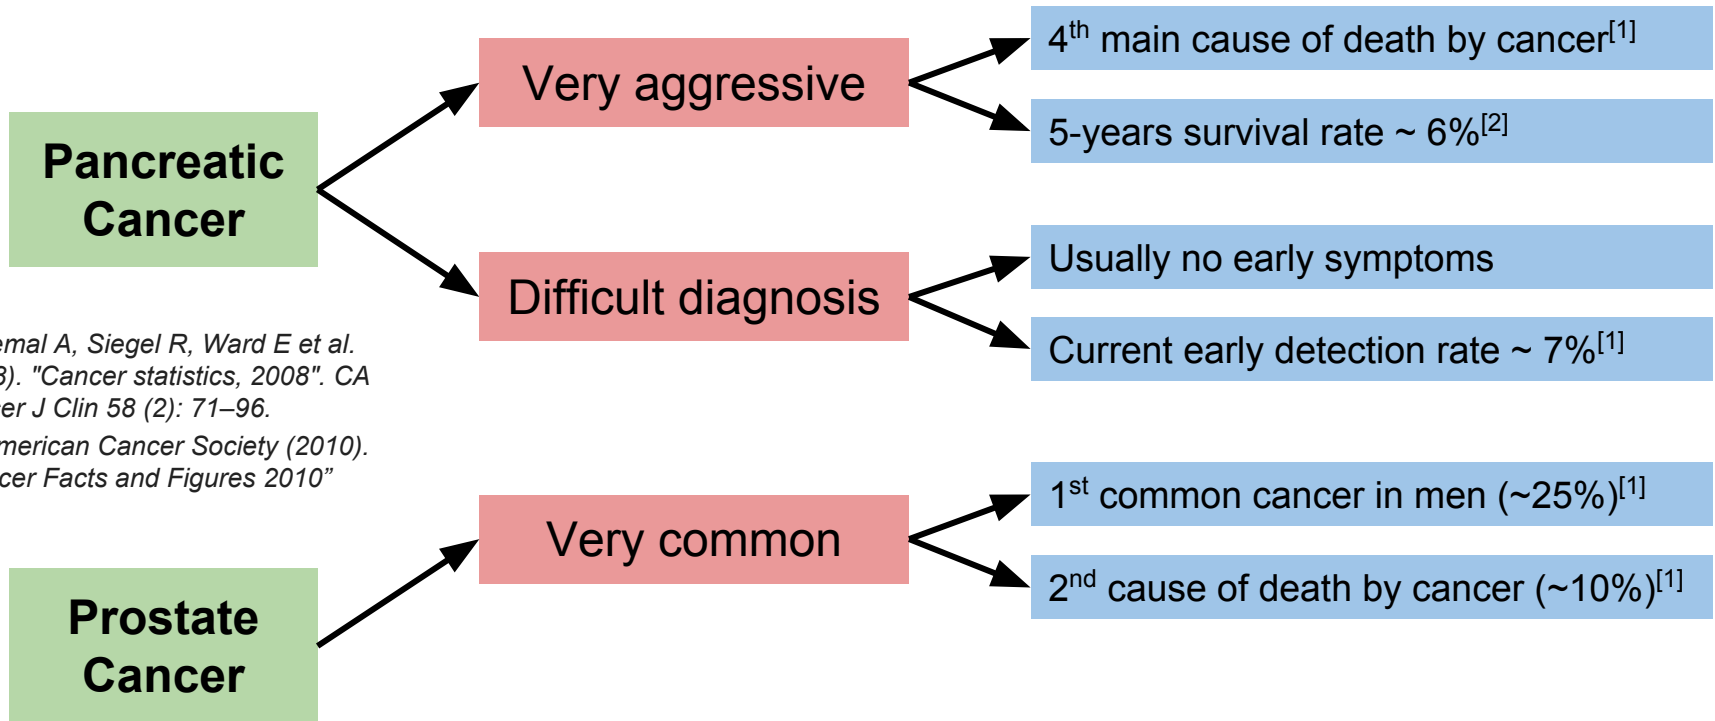 Pancreatic
Cancer
Very aggressive
4th main cause of death by cancer[1]
5-years survival rate ~ 6%[2]
Difficult diagnosis
Usually no early symptoms
Current early detection rate ~ 7%[1]
A, Siegel R, Ward E et al.
"Cancer statistics, 2008". CA
J Clin 58 (2): 71–96.
American Cancer Society (2010).
Facts and Figures 2010”
Prostate
Cancer
Very common
1st common cancer in men (~25%)[1]
2nd cause of death by cancer (~10%)[1]